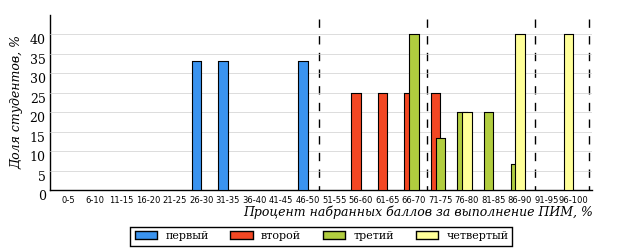 Доля студентов, %
40
35
30
25
20
15
10
5
0
0-5 6-10 11-15 16-20 21-25 26-30 31-35 36-40 41-45 46-50 51-55 56-60 61-65 66-70 71-75 76-80 81-85 86-90 91-95 96-100
Процент набранных баллов за выполнение ПИМ, %
первый второй третий четвертый